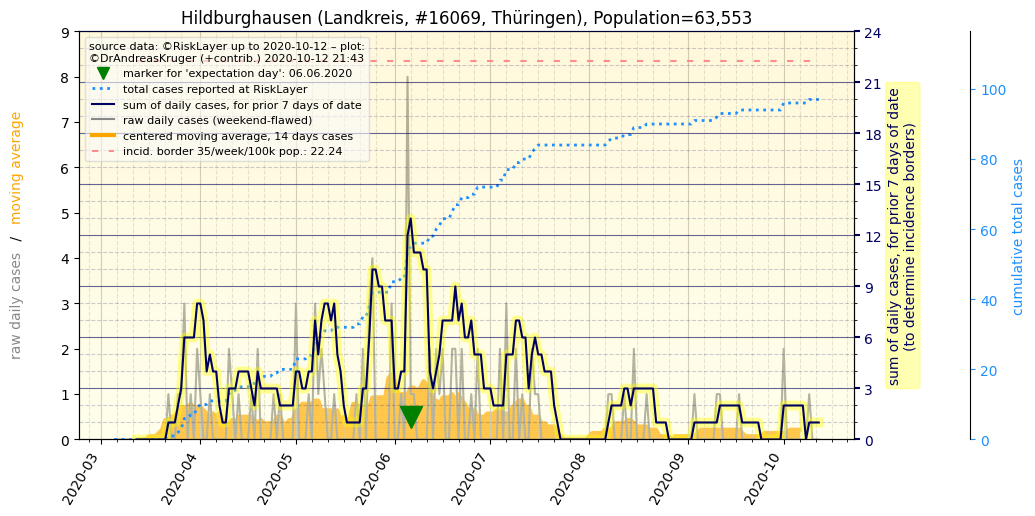 Hildburghausen (Landkreis, #16069, Thüringen), Population=63,553
source data: ©RiskLayer up to 2020-10-12 – plot:
©DrAndreasKruger (+contrib.) 2020-10-12 21:43
marker for 'expectation day': 06.06.2020
total cases reported at RiskLayer
sum of daily cases, for prior 7 days of date
raw daily cases (weekend-flawed)
centered moving average, 14 days cases
incid. border 35/week/100k pop.: 22.24
raw daily cases / moving average
9
8
7
6
5
4
3
2
1
0
2020-03
2020-04
2020-05
2020-06
2020-07
2020-08
2020-09
2020-10
24
21
18
15
12
9
6
3
0
sum of daily cases, for prior 7 days of date
(to determine incidence borders)
100
80
60
40
20
0
cumulative total cases